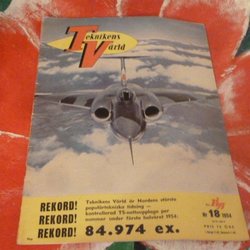 Teknikens
Värld
REKORD!
REKORD!
REKORD!
Teknikens Värld är Nordens största
populärtekniska tidning —
kontrollerad TS-nettoupplaga per
nummer under första halvåret 1954:
84.974 ex.
Nr 18 1954